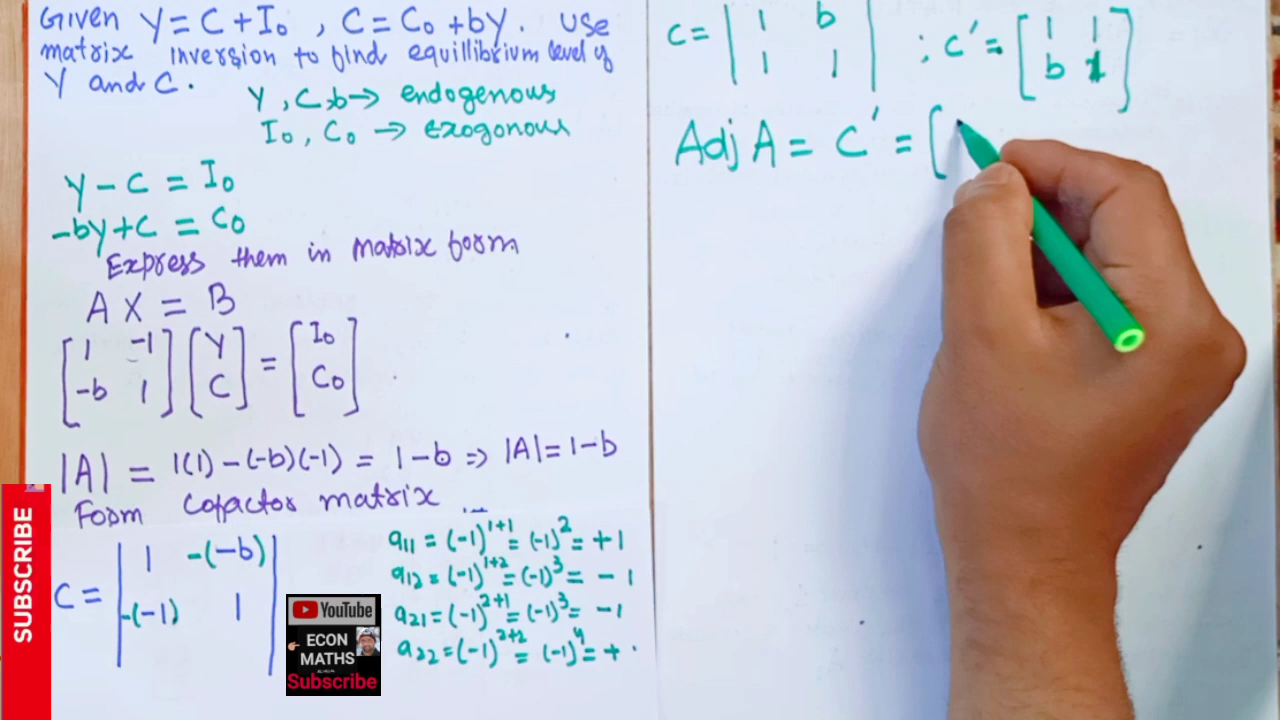 Given Y = C + I₀ , C = C₀ + bY. Use
matrix inversion to find equillibrium level of
Y and C.
Y, C, b → endogenous
I₀, C₀ → Exogonous
Y - C = I₀
-bY + C = C₀
Express them in matrix form
A X = B
[1 -1] [Y] = [I₀]
[-b 1] [C] [C₀]
|A| = 1(1) - (-b)(-1) = 1-b ⇒ |A| = 1-b
Form Cofactor matrix
C = |1 -(-b)|
|-(-1) 1|
a₁₁ = (-1)¹⁺¹ = (-1)² = +1
a₁₂ = (-1)¹⁺² = (-1)³ = -1
a₂₁ = (-1)²⁺¹ = (-1)³ = -1
a₂₂ = (-1)²⁺² = (-1)⁴ = +
SUBSCRIBE
YouTube
ECON
MATHS
Subscribe
C = |1 b| ; C' = [1 1]
|1 1| [b 1]
Adj A = C' = [